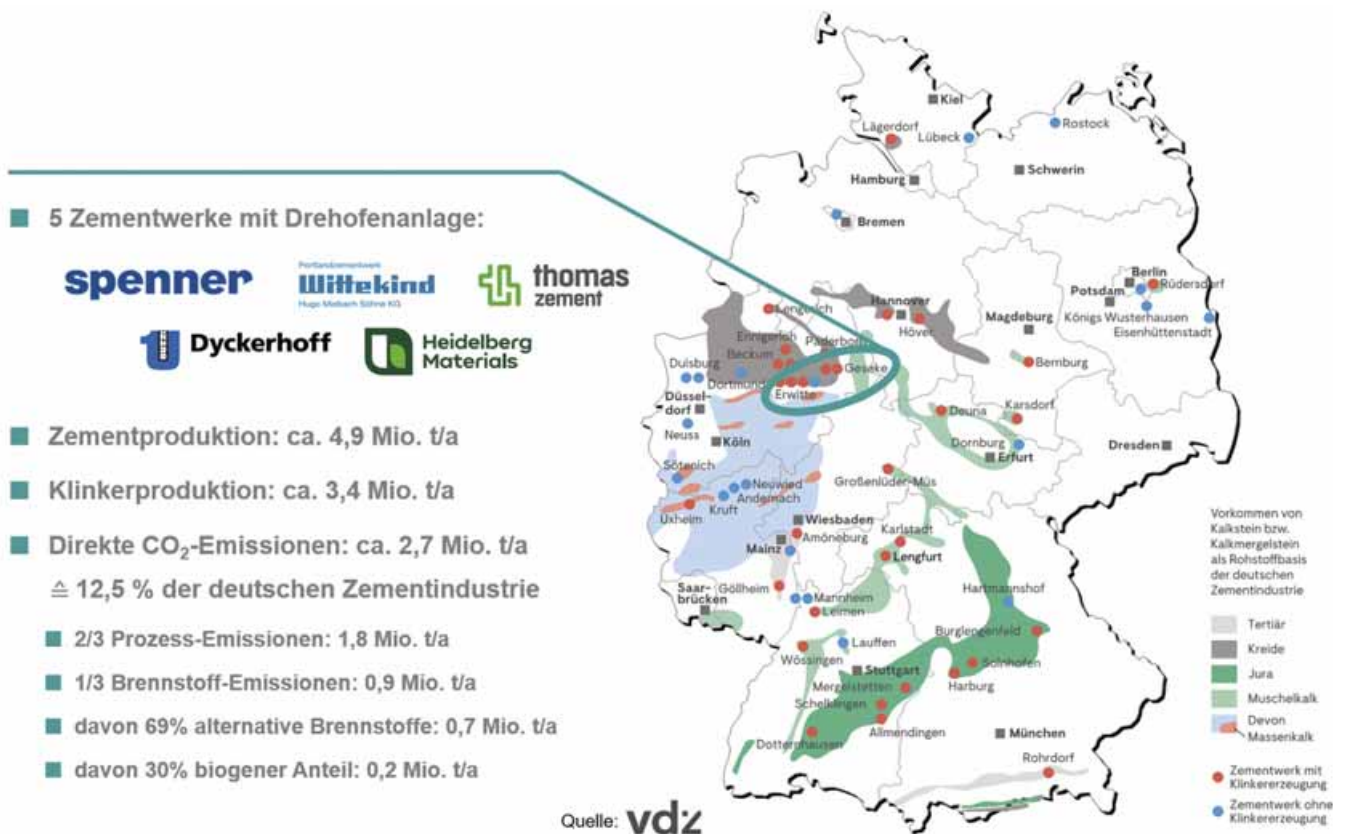 5 Zementwerke mit Drehofenanlage:
spenner
Portlandzementwerk
Wittekind
Hugo Miebach Söhne KG
thomas
zement
BUZZI
Dyckerhoff
Heidelberg
Materials
Zementproduktion: ca. 4,9 Mio. t/a
Klinkerproduktion: ca. 3,4 Mio. t/a
Direkte CO₂-Emissionen: ca. 2,7 Mio. t/a
≙ 12,5 % der deutschen Zementindustrie
2/3 Prozess-Emissionen: 1,8 Mio. t/a
1/3 Brennstoff-Emissionen: 0,9 Mio. t/a
davon 69% alternative Brennstoffe: 0,7 Mio. t/a
davon 30% biogener Anteil: 0,2 Mio. t/a
Quelle: vdz
Kiel
Lägerdorf
Lübeck
Rostock
Hamburg
Schwerin
Bremen
Berlin
Potsdam
Rüdersdorf
Königs Wusterhausen
Eisenhüttenstadt
Lengerich
Hannover
Höver
Magdeburg
Ennigerloh
Paderborn
Beckum
Geseke
Bernburg
Duisburg
Dortmund
Erwitte
Düssel-
dorf
Neuss
Köln
Deuna
Karsdorf
Dornburg
Erfurt
Dresden
Sötenich
Neuwied
Andernach
Kruft
Üxheim
Großenlüder-Müs
Wiesbaden
Amöneburg
Mainz
Karlstadt
Lengfurt
Saar-
brücken
Göllheim
Mannheim
Leimen
Hartmannshof
Burglengenfeld
Lauffen
Wössingen
Stuttgart
Solnhofen
Harburg
Mergelstetten
Schelklingen
Allmendingen
Dotternhausen
München
Rohrdorf
Vorkommen von
Kalkstein bzw.
Kalkmergelstein
als Rohstoffbasis
der deutschen
Zementindustrie
Tertiär
Kreide
Jura
Muschelkalk
Devon
Massenkalk
Zementwerk mit
Klinkererzeugung
Zementwerk ohne
Klinkererzeugung